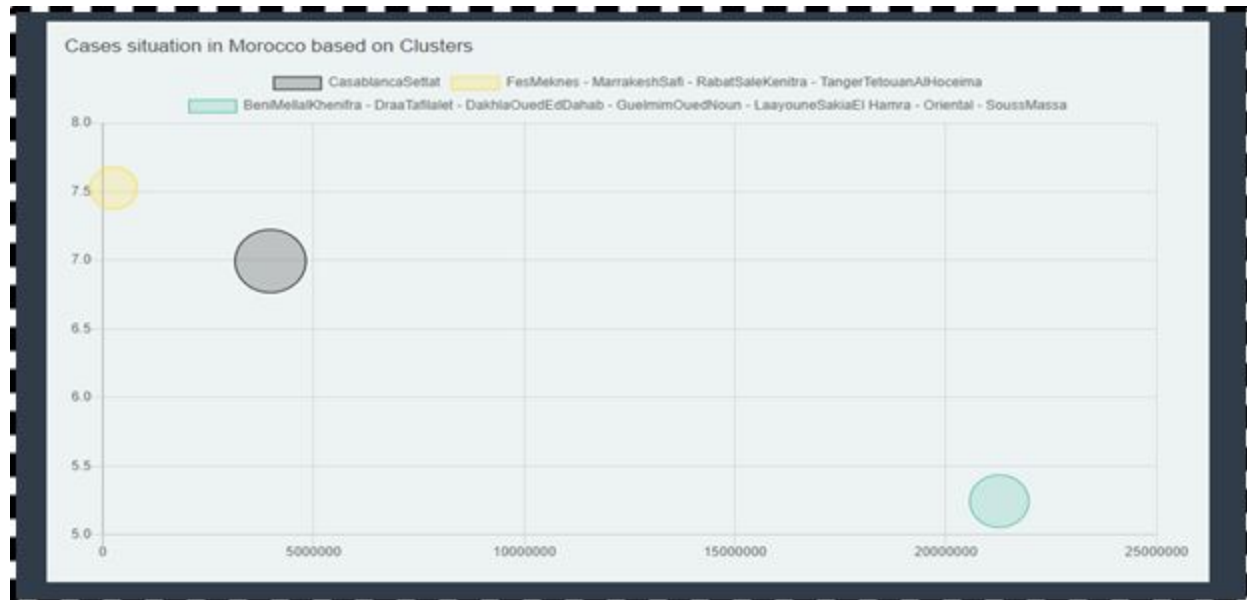 Cases situation in Morocco based on Clusters
CasablancaSettat FesMeknes - MarrakeshSafi - RabatSaleKenitra - TangerTetouanAlHoceima
BeniMellalKhenifra - DraaTafilalet - DakhlaOuedEdDahab - GuelmimOuedNoun - LaayouneSakiaEl Hamra - Oriental - SoussMassa
8.0
7.5
7.0
6.5
6.0
5.5
5.0
0 5000000 10000000 15000000 20000000 25000000